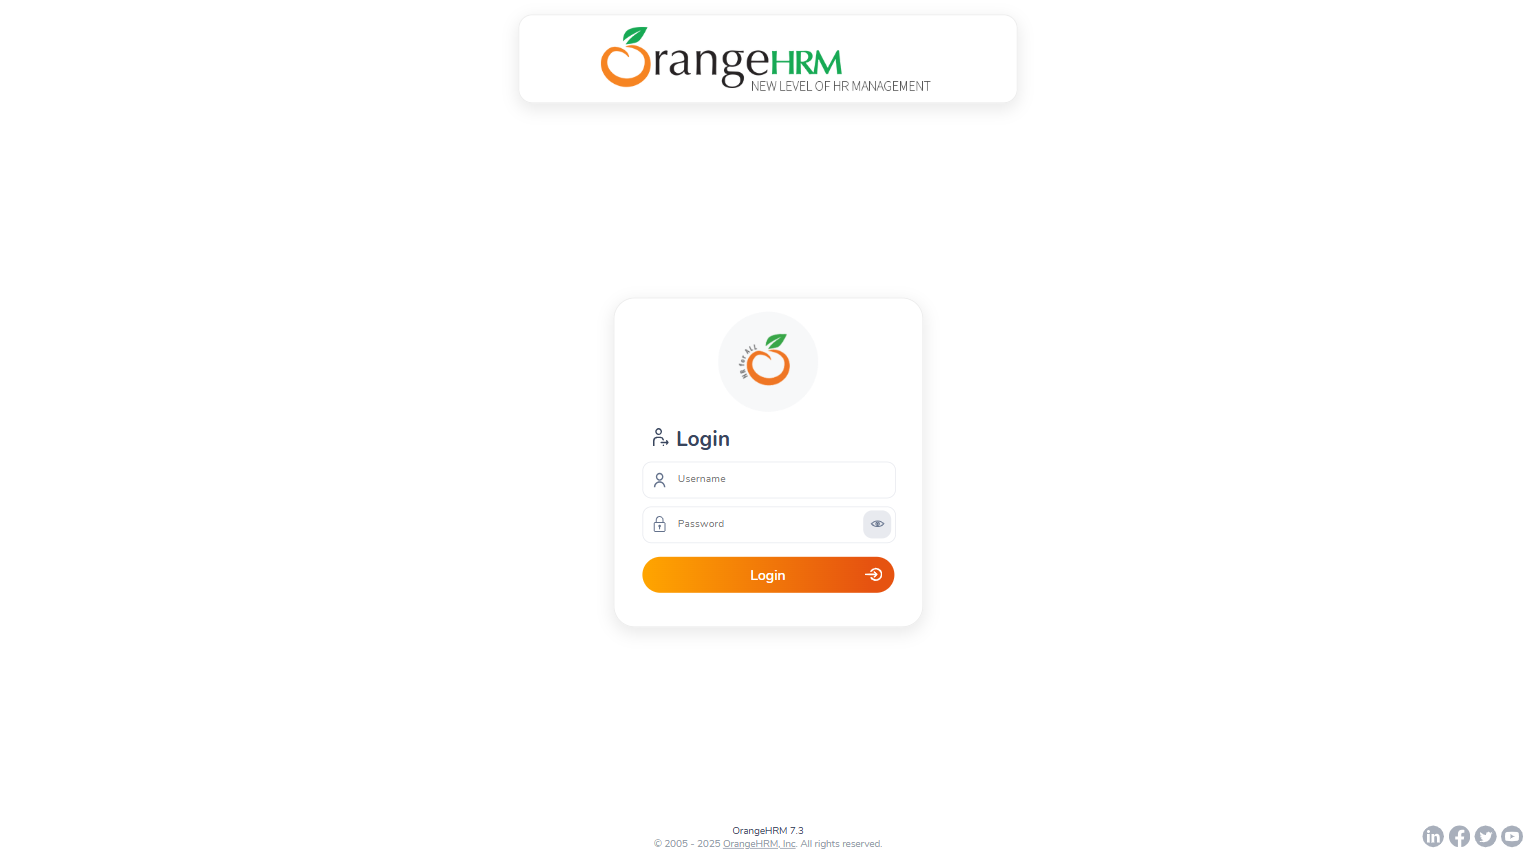 OrangeHRM
NEW LEVEL OF HR MANAGEMENT
HR for ALL
Login
Username
Password
Login
OrangeHRM 7.3
© 2005 - 2025 OrangeHRM, Inc. All rights reserved.